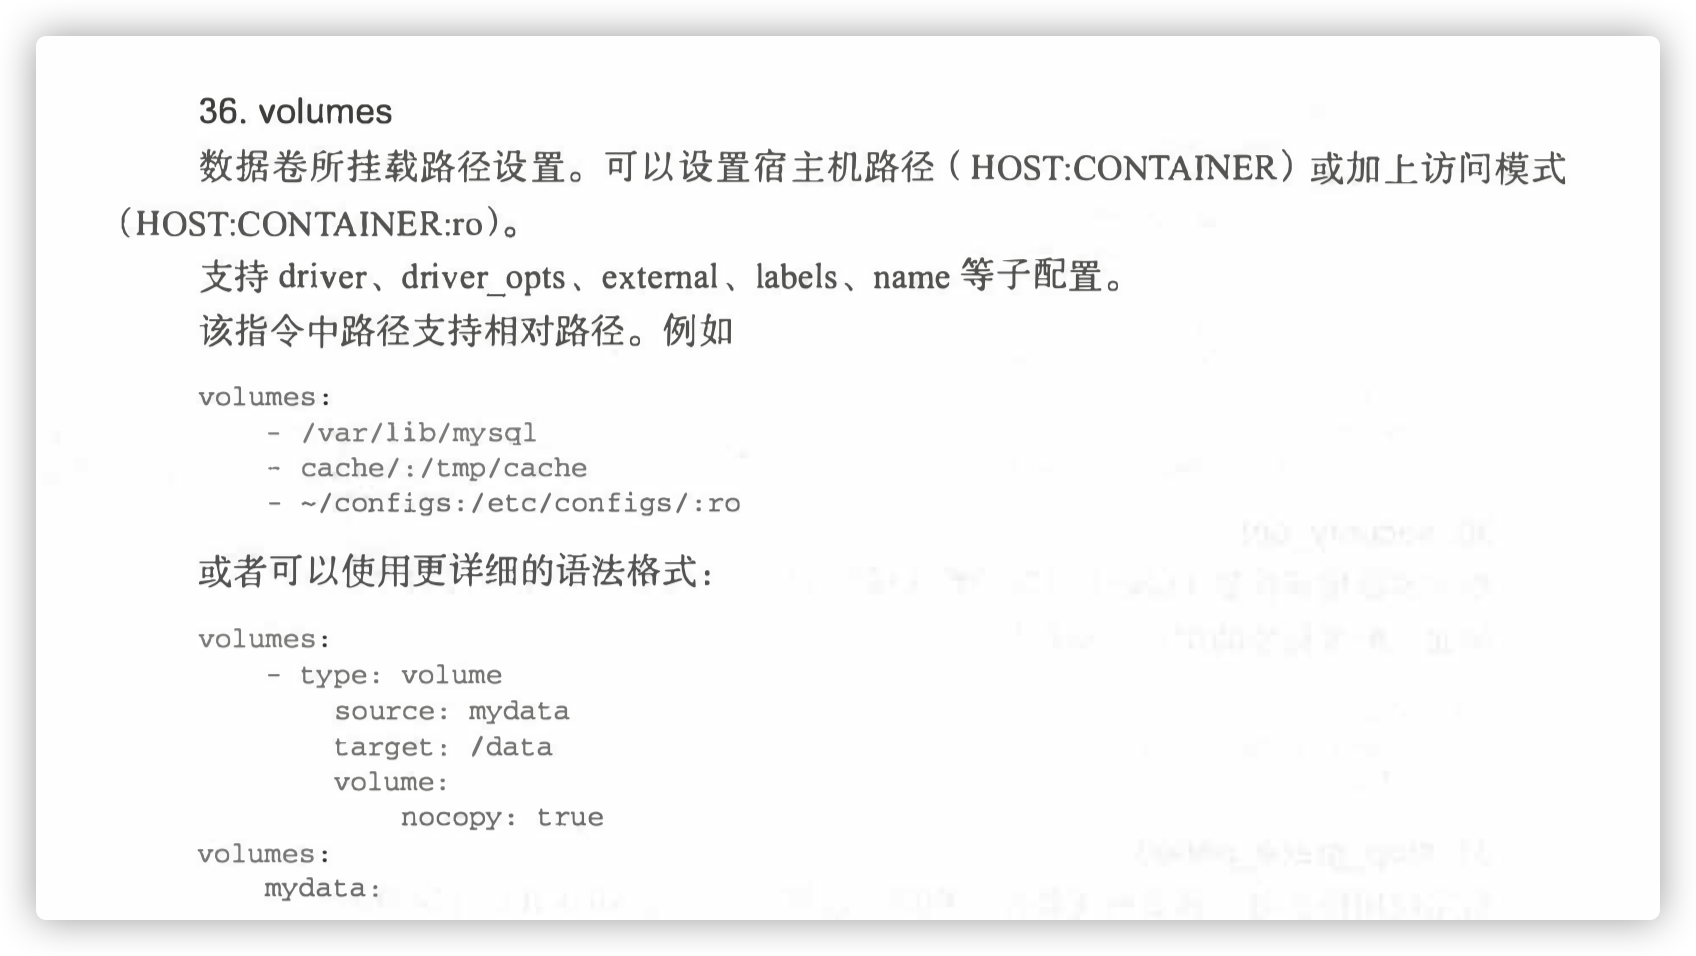 36. volumes
数据卷所挂载路径设置。可以设置宿主机路径（HOST:CONTAINER）或加上访问模式
（HOST:CONTAINER:ro）。
支持 driver、driver_opts、external、labels、name 等子配置。
该指令中路径支持相对路径。例如
volumes:
    - /var/lib/mysql
    - cache/:/tmp/cache
    - ~/configs:/etc/configs/:ro
或者可以使用更详细的语法格式：
volumes:
    - type: volume
        source: mydata
        target: /data
        volume:
            nocopy: true
volumes:
    mydata: